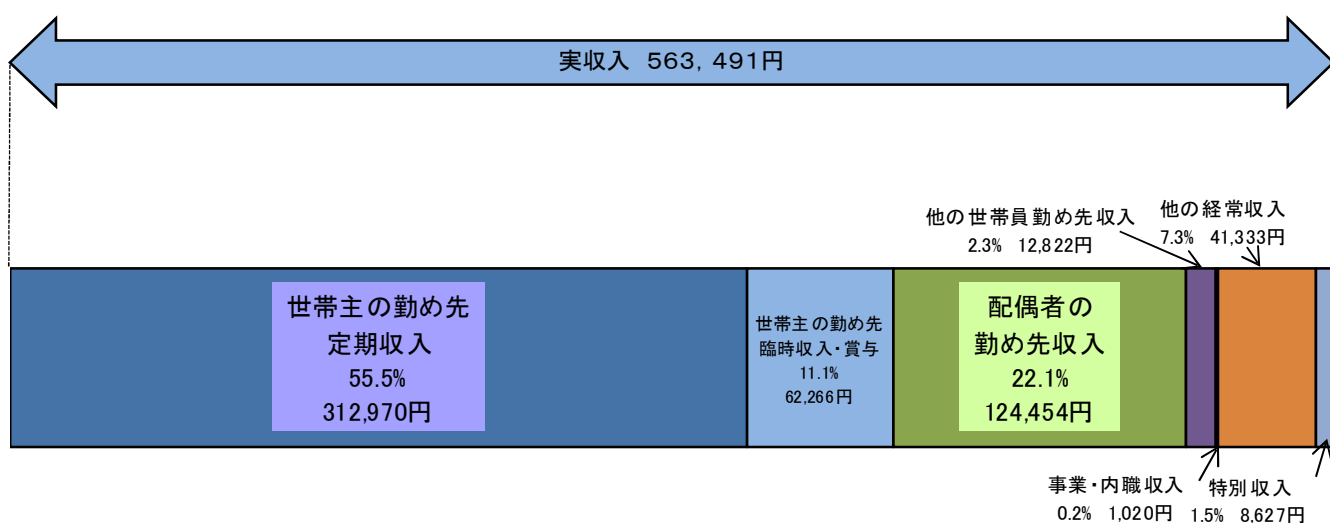 実収入 563,491円
他の世帯員勤め先収入
2.3% 12,822円
他の経常収入
7.3% 41,333円
世帯主の勤め先
定期収入
55.5%
312,970円
世帯主の勤め先
臨時収入・賞与
11.1%
62,266円
配偶者の
勤め先収入
22.1%
124,454円
事業・内職収入
0.2% 1,020円
特別収入
1.5% 8,627円